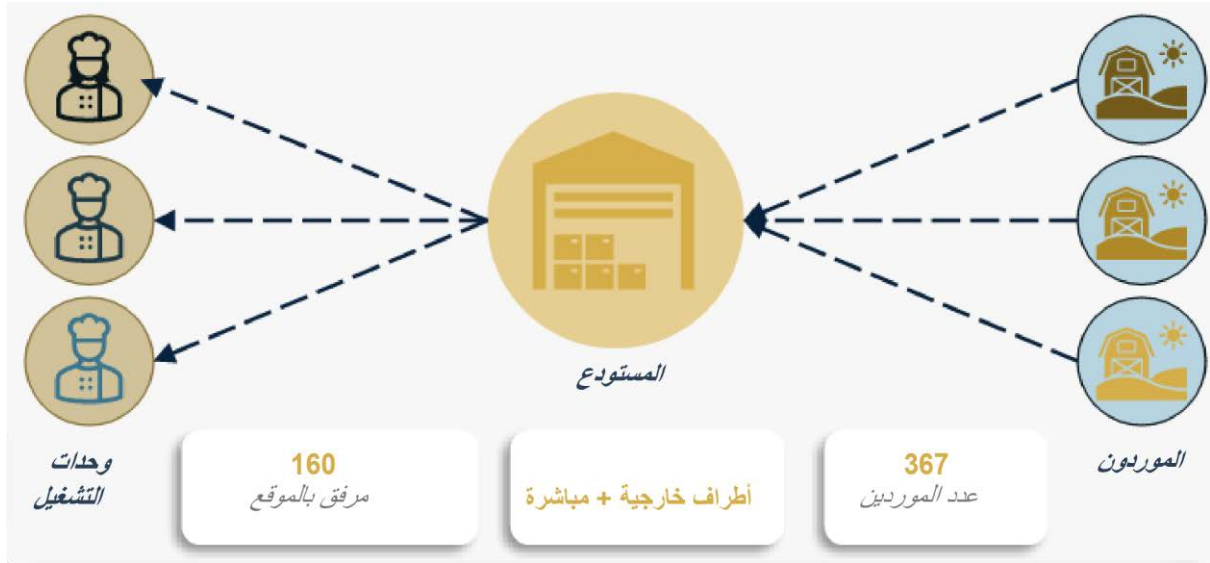 المستودع
الموردون
367
عدد الموردين
أطراف خارجية + مباشرة
160
مرفق بالموقع
وحدات
التشغيل